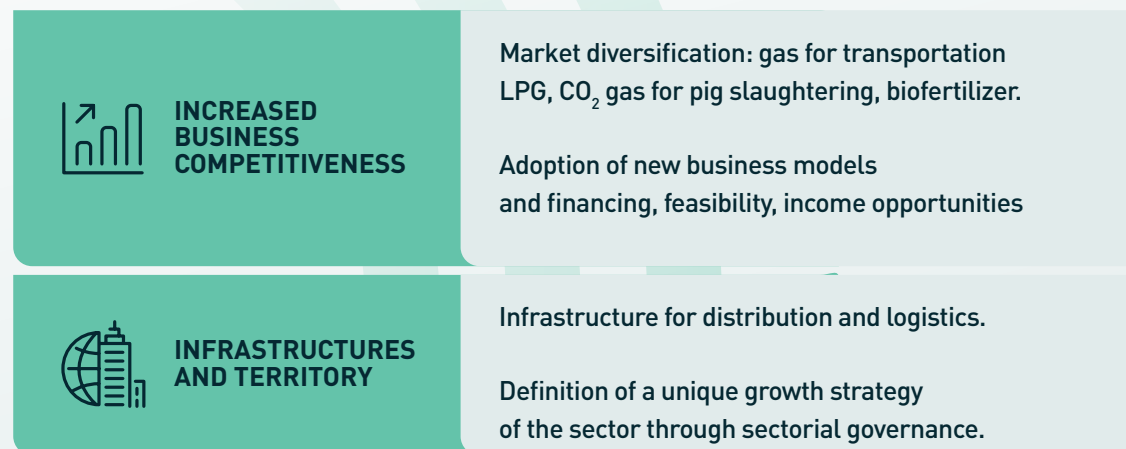 INCREASED
BUSINESS
COMPETITIVENESS
Market diversification: gas for transportation
LPG, CO₂ gas for pig slaughtering, biofertilizer.
Adoption of new business models
and financing, feasibility, income opportunities
INFRASTRUCTURES
AND TERRITORY
Infrastructure for distribution and logistics.
Definition of a unique growth strategy
of the sector through sectorial governance.